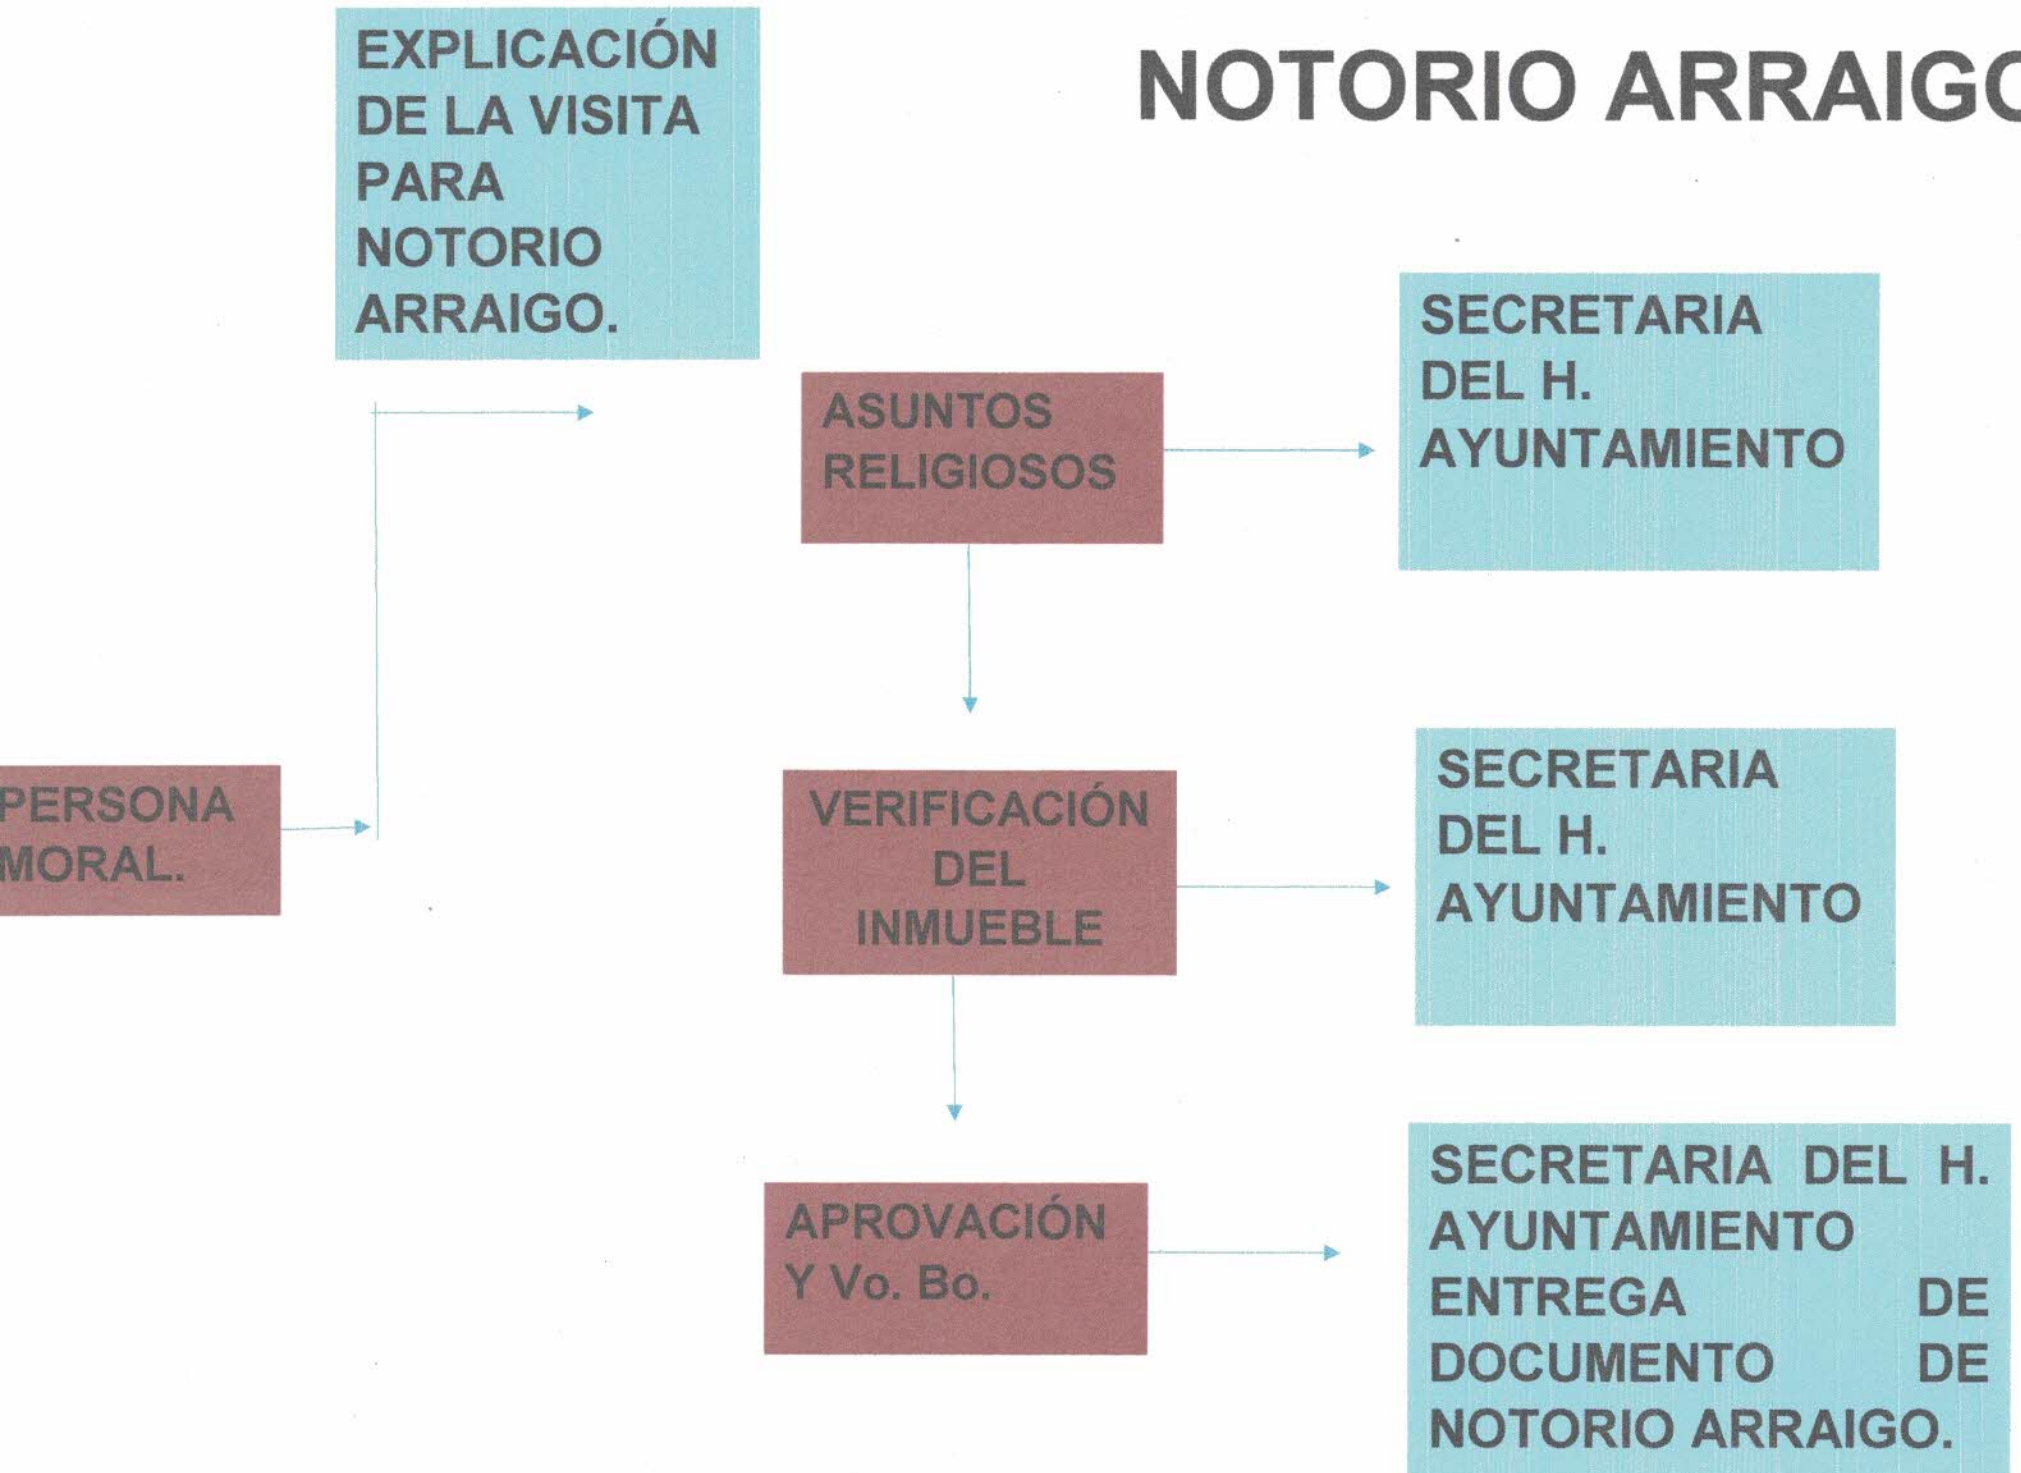 EXPLICACIÓN
DE LA VISITA
PARA
NOTORIO
ARRAIGO.
NOTORIO ARRAIGO
ASUNTOS
RELIGIOSOS
SECRETARIA
DEL H.
AYUNTAMIENTO
PERSONA
MORAL.
VERIFICACIÓN
DEL
INMUEBLE
SECRETARIA
DEL H.
AYUNTAMIENTO
APROVACIÓN
Y Vo. Bo.
SECRETARIA DEL H.
AYUNTAMIENTO
ENTREGA DE
DOCUMENTO DE
NOTORIO ARRAIGO.